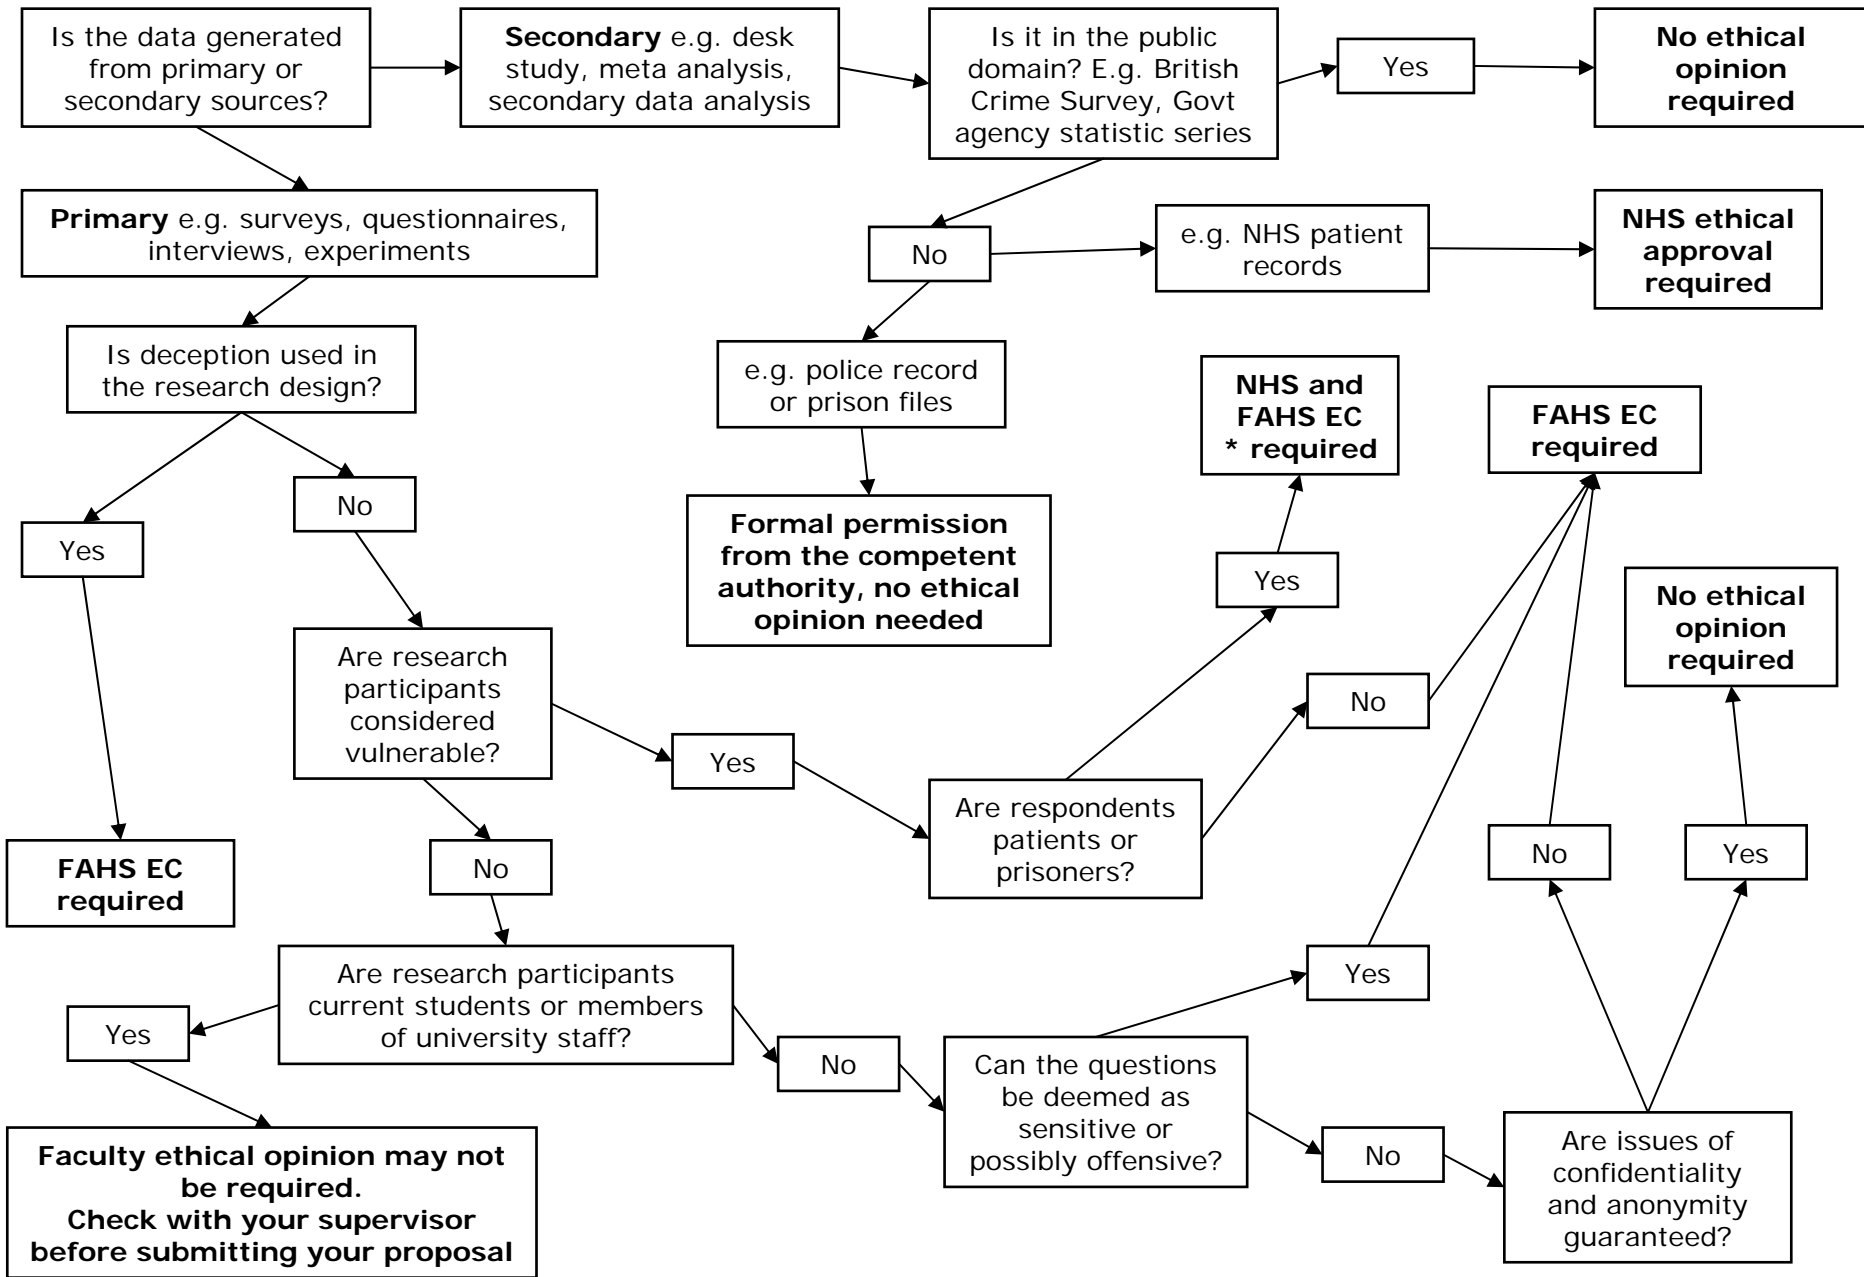 Is the data generated
from primary or
secondary sources?
Secondary e.g. desk
study, meta analysis,
secondary data analysis
Is it in the public
domain? E.g. British
Crime Survey, Govt
agency statistic series
Yes
No ethical
opinion
required
Primary e.g. surveys, questionnaires,
interviews, experiments
No
e.g. NHS patient
records
NHS ethical
approval
required
Is deception used in
the research design?
e.g. police record
or prison files
NHS and
FAHS EC
* required
FAHS EC
required
No
Yes
Formal permission
from the competent
authority, no ethical
opinion needed
Yes
No ethical
opinion
required
Are research
participants
considered
vulnerable?
Yes
No
Are respondents
patients or
prisoners?
No
Yes
FAHS EC
required
No
Are research participants
current students or members
of university staff?
Yes
Yes
No
Can the questions
be deemed as
sensitive or
possibly offensive?
No
Are issues of
confidentiality
and anonymity
guaranteed?
Faculty ethical opinion may not
be required.
Check with your supervisor
before submitting your proposal